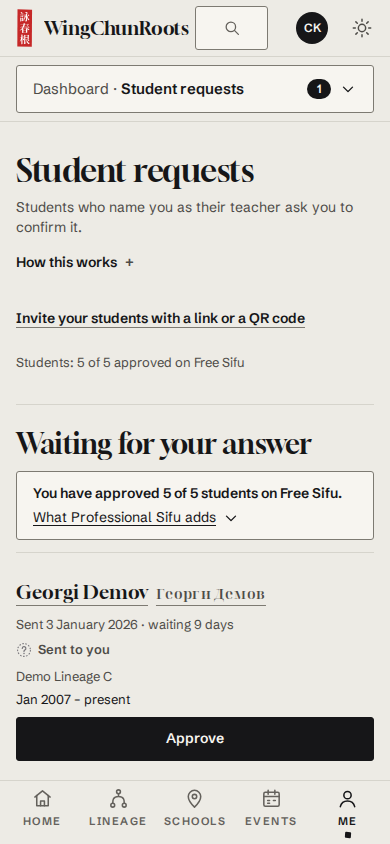 詠春根
WingChunRoots
CK
Dashboard · Student requests
1
Student requests
Students who name you as their teacher ask you to
confirm it.
How this works +
Invite your students with a link or a QR code
Students: 5 of 5 approved on Free Sifu
Waiting for your answer
You have approved 5 of 5 students on Free Sifu.
What Professional Sifu adds
Georgi Demov Георги Демов
Sent 3 January 2026 · waiting 9 days
Sent to you
Demo Lineage C
Jan 2007 – present
Approve
HOME
LINEAGE
SCHOOLS
EVENTS
ME